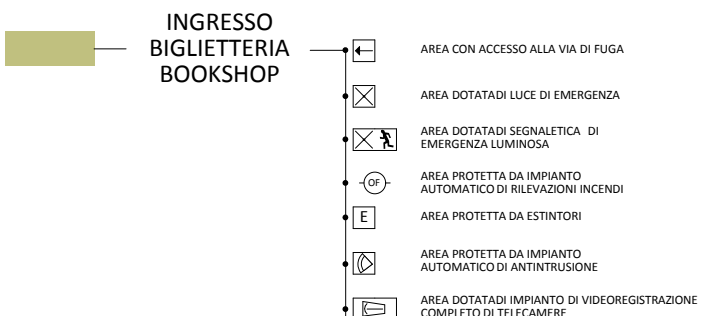 INGRESSO
BIGLIETTERIA
BOOKSHOP
AREA CON ACCESSO ALLA VIA DI FUGA
AREA DOTATADI LUCE DI EMERGENZA
AREA DOTATADI SEGNALETICA DI
EMERGENZA LUMINOSA
OF
AREA PROTETTA DA IMPIANTO
AUTOMATICO DI RILEVAZIONI INCENDI
E
AREA PROTETTA DA ESTINTORI
AREA PROTETTA DA IMPIANTO
AUTOMATICO DI ANTINTRUSIONE
AREA DOTATADI IMPIANTO DI VIDEOREGISTRAZIONE
COMPLETO DI TELECAMERE